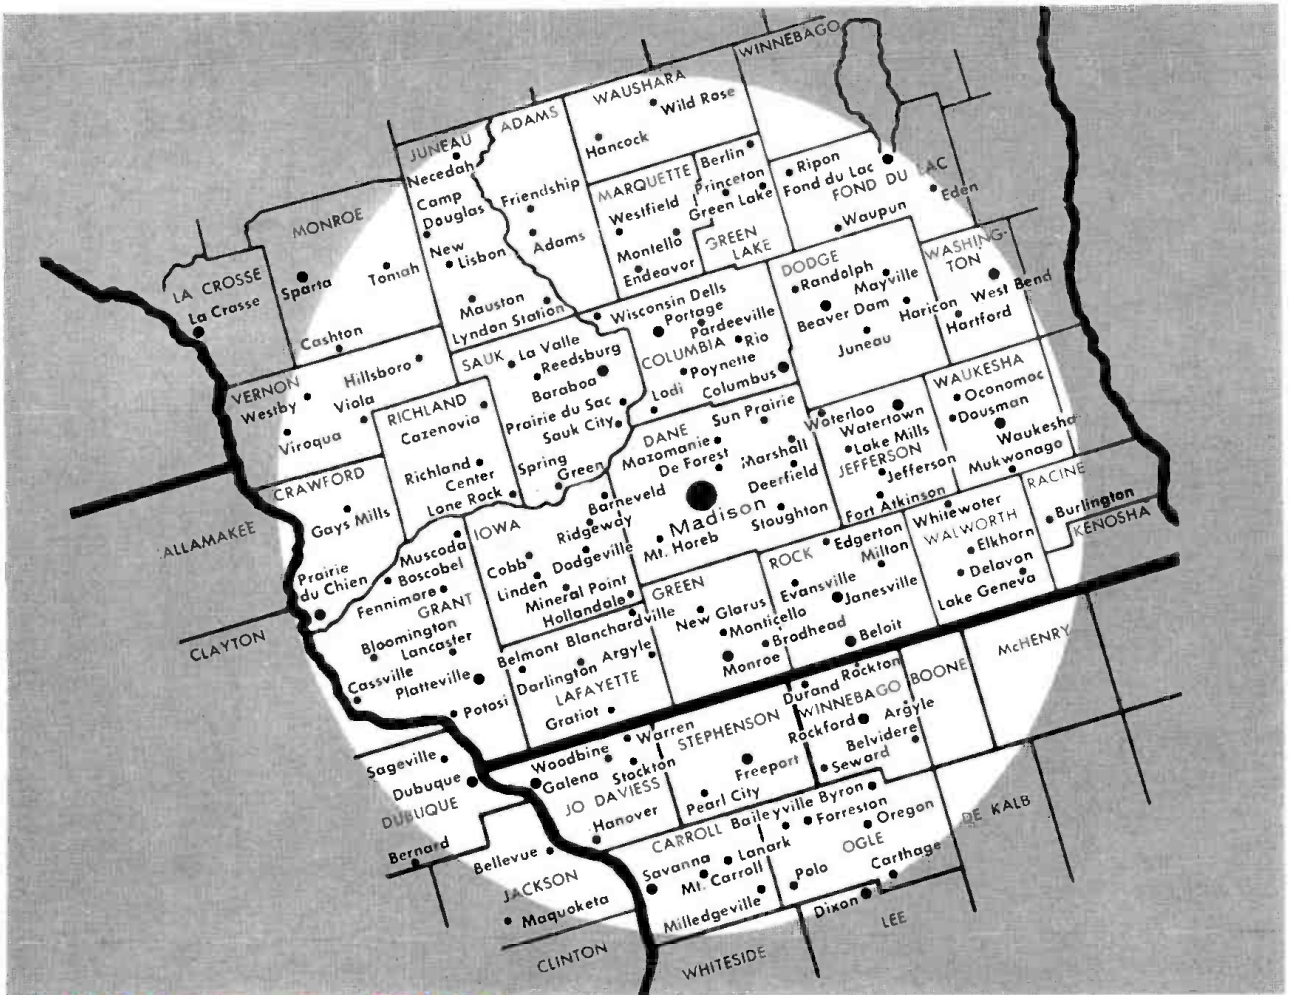 WINNEBAGO
WAUSHARA
Wild Rose
ADAMS
Hancock
JUNEAU
Necedah
Camp
Douglas
New
Lisbon
Friendship
Adams
MARQUETTE
Westfield
Montello
Endeavor
Berlin
Princeton
Green Lake
GREEN
LAKE
Ripon
Fond du Lac
FOND DU LAC
Waupun
Eden
MONROE
Sparta
Tomah
Cashton
LA CROSSE
La Crosse
Mauston
Lyndon Station
Wisconsin Dells
Portage
Pardeeville
COLUMBIA
Rio
Poynette
Lodi
Columbus
DODGE
Randolph
Mayville
Beaver Dam
Haricon
Juneau
WASHING-
TON
West Bend
Hartford
VERNON
Westby
Hillsboro
Viola
Viroqua
SAUK
La Valle
Reedsburg
Baraboa
Prairie du Sac
Sauk City
Spring
Green
RICHLAND
Cazenovia
Richland
Center
Lone Rock
DANE
Sun Prairie
Mazomanie
De Forest
Marshall
Deerfield
Barneveld
Madison
Stoughton
Mt. Horeb
Waterloo
Watertown
Lake Mills
JEFFERSON
Jefferson
Fort Atkinson
WAUKESHA
Oconomoc
Dousman
Waukesha
Mukwonago
RACINE
Burlington
KENOSHA
CRAWFORD
Gays Mills
Prairie
du Chien
ALLAMAKEE
CLAYTON
IOWA
Ridgeway
Dodgeville
Cobb
Linden
Mineral Point
Hollandale
Muscoda
Boscobel
Fennimore
GRANT
Bloomington
Lancaster
Cassville
Platteville
Potosi
Belmont
Blanchardville
Darlington
Argyle
LAFAYETTE
Gratiot
GREEN
New Glarus
Monticello
Brodhead
Monroe
ROCK
Edgerton
Milton
Evansville
Janesville
Beloit
Whitewater
WALWORTH
Elkhorn
Delavan
Lake Geneva
Sageville
Dubuque
DUBUQUE
Bernard
Bellevue
JACKSON
Maquoketa
CLINTON
Woodbine
Warren
Galena
Stockton
JO DAVIESS
Hanover
STEPHENSON
Freeport
Pearl City
Durand
Rockton
WINNEBAGO
Rockford
Argyle
Belvidere
Seward
BOONE
McHENRY
CARROLL
Savanna
Lanark
Mt. Carroll
Milledgeville
Baileyville
Byron
Forreston
Oregon
OGLE
Polo
Carthage
Dixon
DE KALB
LEE
WHITESIDE